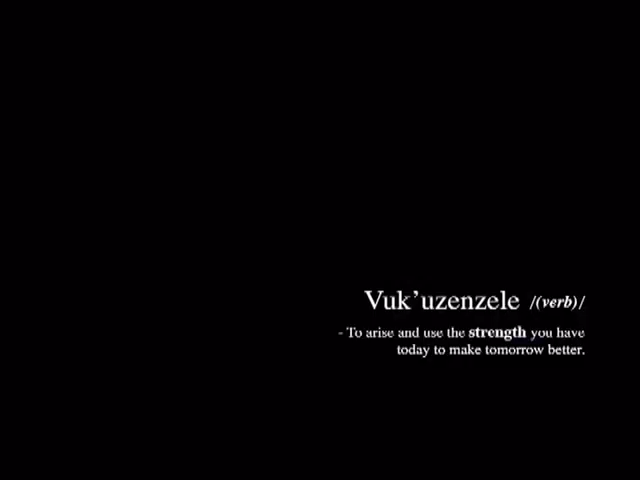 Vuk’uzenzele /(verb)/
- To arise and use the strength you have
today to make tomorrow better.